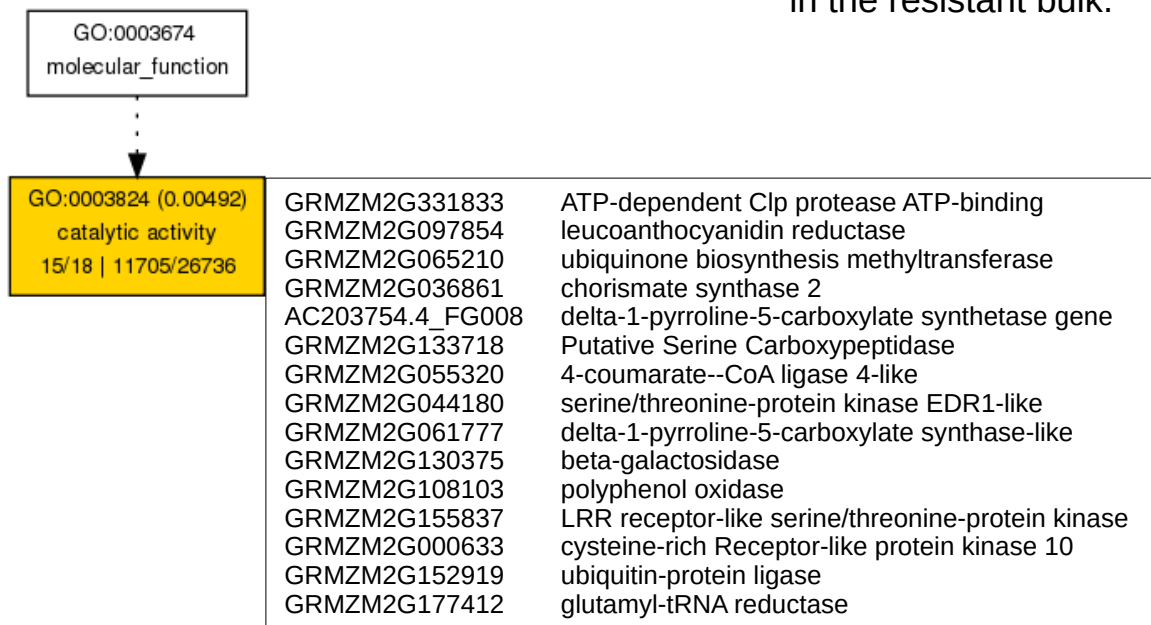 in the resistant bulk.
GO:0003674
molecular_function
GO:0003824 (0.00492)
catalytic activity
15/18 | 11705/26736
GRMZM2G331833 ATP-dependent Clp protease ATP-binding
GRMZM2G097854 leucoanthocyanidin reductase
GRMZM2G065210 ubiquinone biosynthesis methyltransferase
GRMZM2G036861 chorismate synthase 2
AC203754.4_FG008 delta-1-pyrroline-5-carboxylate synthetase gene
GRMZM2G133718 Putative Serine Carboxypeptidase
GRMZM2G055320 4-coumarate--CoA ligase 4-like
GRMZM2G044180 serine/threonine-protein kinase EDR1-like
GRMZM2G061777 delta-1-pyrroline-5-carboxylate synthase-like
GRMZM2G130375 beta-galactosidase
GRMZM2G108103 polyphenol oxidase
GRMZM2G155837 LRR receptor-like serine/threonine-protein kinase
GRMZM2G000633 cysteine-rich Receptor-like protein kinase 10
GRMZM2G152919 ubiquitin-protein ligase
GRMZM2G177412 glutamyl-tRNA reductase